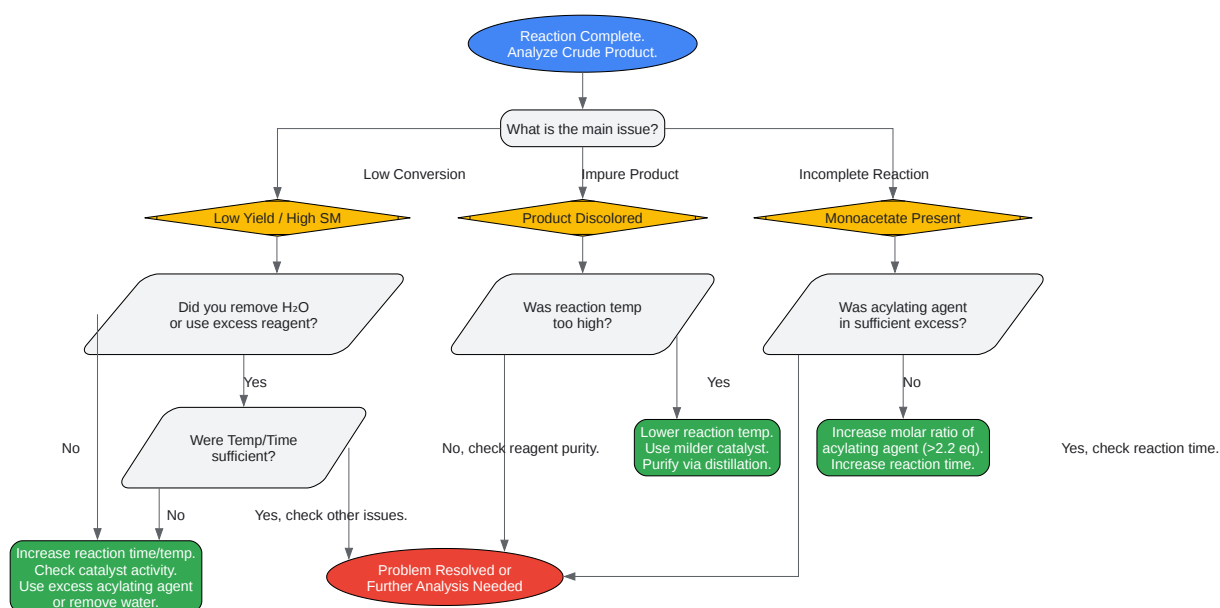 Reaction Complete.
Analyze Crude Product.
What is the main issue?
Low Conversion
Impure Product
Incomplete Reaction
Low Yield / High SM
Product Discolored
Monoacetate Present
Did you remove H₂O
or use excess reagent?
Was reaction temp
too high?
Was acylating agent
in sufficient excess?
Yes
Yes
No
Were Temp/Time
sufficient?
No
No, check reagent purity.
Lower reaction temp.
Use milder catalyst.
Purify via distillation.
Increase molar ratio of
acylating agent (>2.2 eq).
Increase reaction time.
Yes, check reaction time.
No
Yes, check other issues.
Increase reaction time/temp.
Check catalyst activity.
Use excess acylating agent
or remove water.
Problem Resolved or
Further Analysis Needed